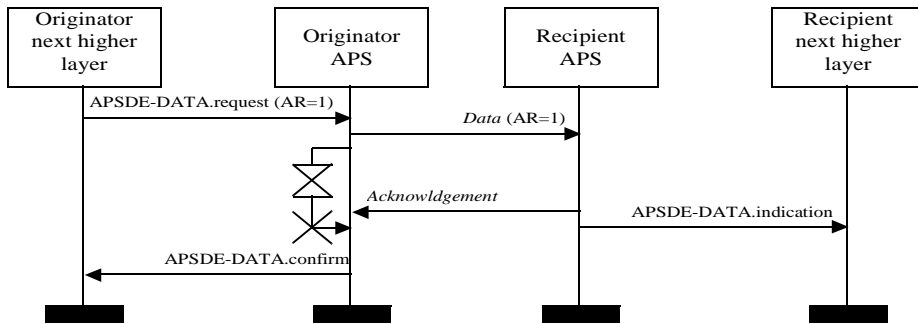 Originator
next higher
layer
Originator
APS
Recipient
APS
Recipient next
higher
layer
APSDE-DATA.request (AR=1)
Data (AR=1)
Acknowldgement
APSDE-DATA.indication
APSDE-DATA.confirm